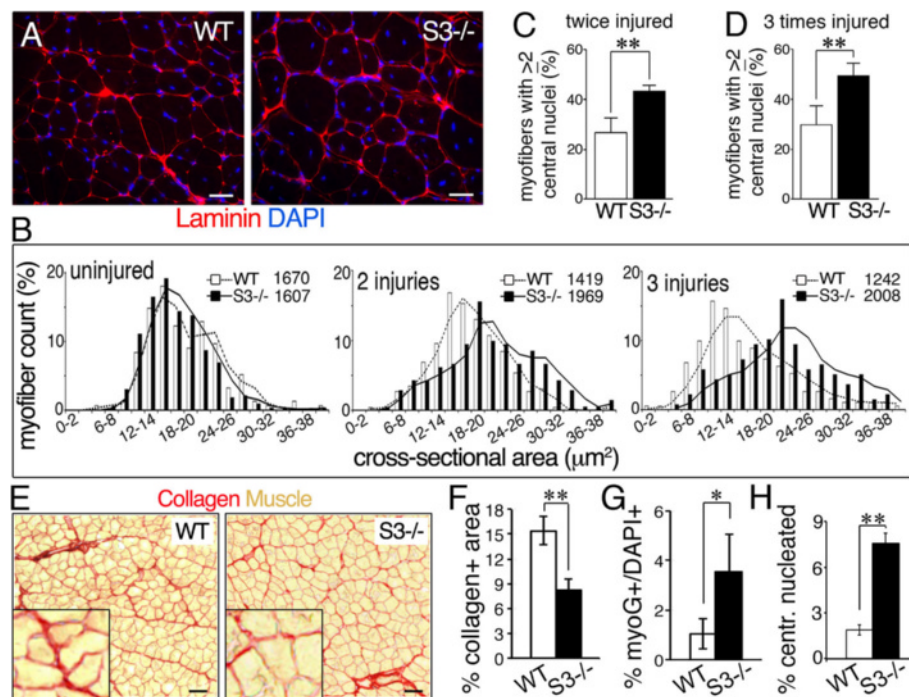 A
WT
S3-/-
Laminin DAPI
C
twice injured
**
myofibers with ≥2
central nuclei (%)
60
40
20
0
WT S3-/-
D
3 times injured
**
myofibers with ≥2
central nuclei (%)
60
40
20
0
WT S3-/-
B
myofiber count (%)
uninjured
WT 1670
S3-/- 1607
20
10
0
0-2
6-8
12-14
18-20
24-26
30-32
36-38
2 injuries
WT 1419
S3-/- 1969
20
10
0
0-2
6-8
12-14
18-20
24-26
30-32
36-38
3 injuries
WT 1242
S3-/- 2008
20
10
0
0-2
6-8
12-14
18-20
24-26
30-32
36-38
cross-sectional area (μm²)
E
Collagen Muscle
WT
S3-/-
F
**
% collagen+ area
18
15
12
9
6
3
0
WT S3-/-
G
*
% myoG+/DAPI+
6
4
2
0
WT S3-/-
H
**
% centr. nucleated
9
6
3
0
WT S3-/-